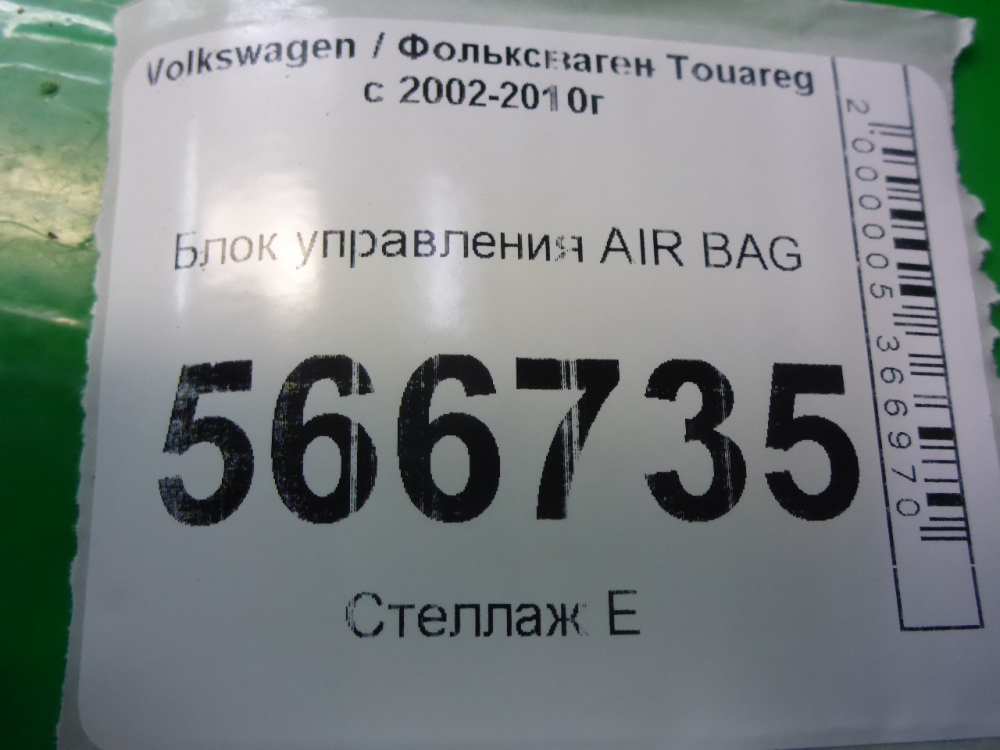 Volkswagen / Фольксваген Touareg
с 2002-2010г
Блок управления AIR BAG
566735
Стеллаж E
2000005366970